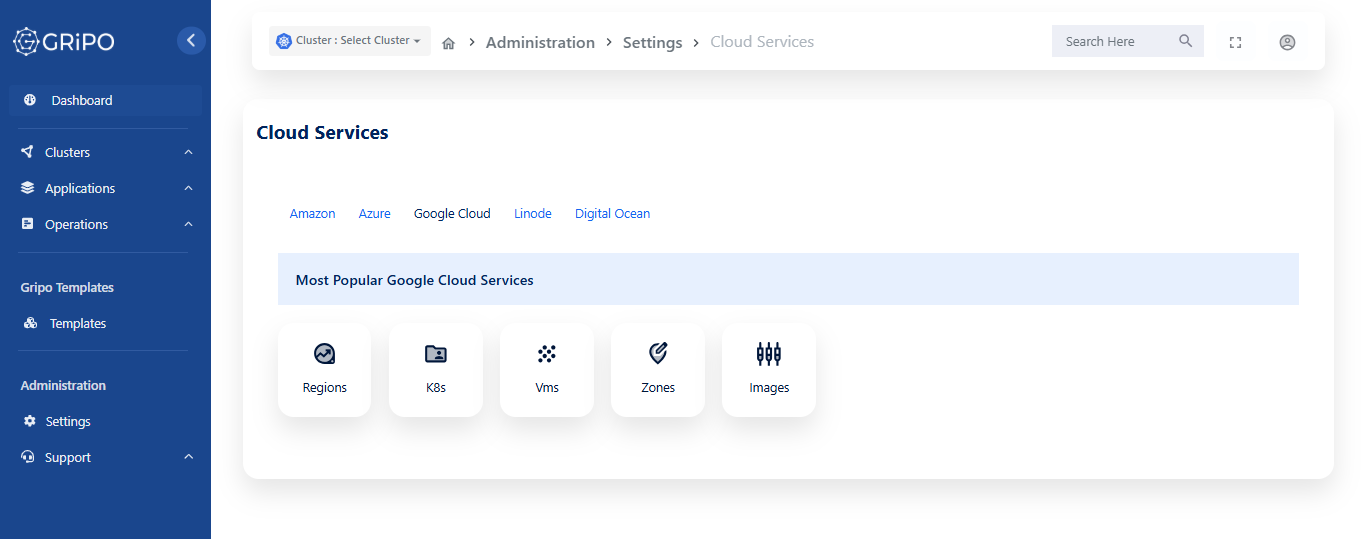 GRiPO
Cluster : Select Cluster
Administration
Settings
Cloud Services
Search Here
Dashboard
Clusters
Applications
Operations
Gripo Templates
Templates
Administration
Settings
Support
Cloud Services
Amazon
Azure
Google Cloud
Linode
Digital Ocean
Most Popular Google Cloud Services
Regions
K8s
Vms
Zones
Images